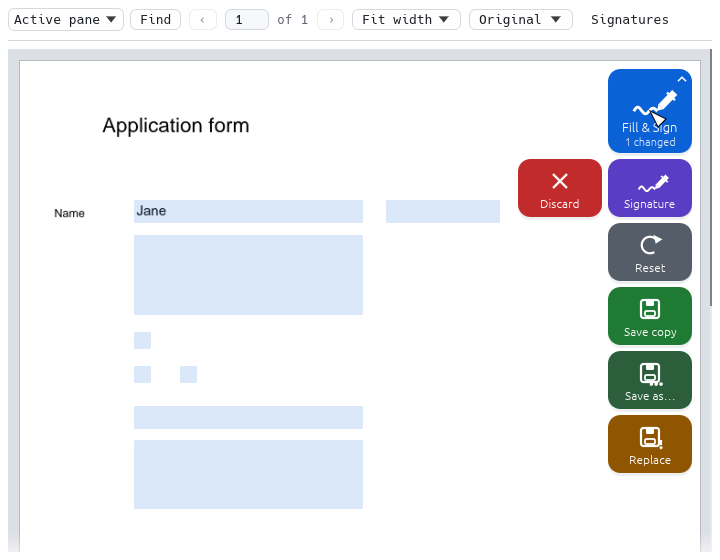 Active pane Find 1 of 1 Fit width Original Signatures
Fill & Sign
1 changed
Application form
Discard
Signature
Name Jane
Reset
Save copy
Save as...
Replace